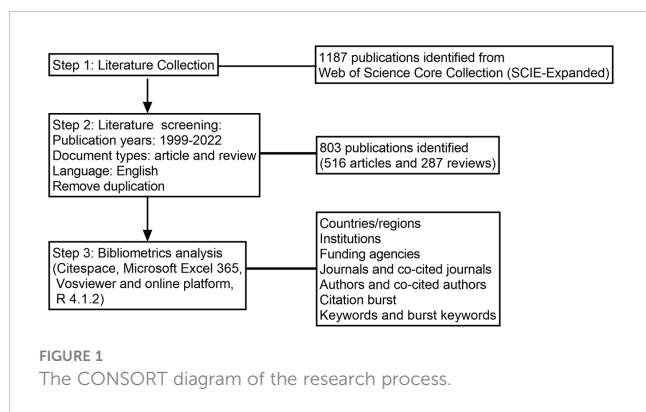 Step 1: Literature Collection
1187 publications identified from
Web of Science Core Collection (SCIE-Expanded)
Step 2: Literature screening:
Publication years: 1999-2022
Document types: article and review
Language: English
Remove duplication
803 publications identified
(516 articles and 287 reviews)
Step 3: Bibliometrics analysis
(Citespace, Microsoft Excel 365,
Vosviewer and online platform,
R 4.1.2)
Countries/regions
Institutions
Funding agencies
Journals and co-cited journals
Authors and co-cited authors
Citation burst
Keywords and burst keywords
FIGURE 1
The CONSORT diagram of the research process.